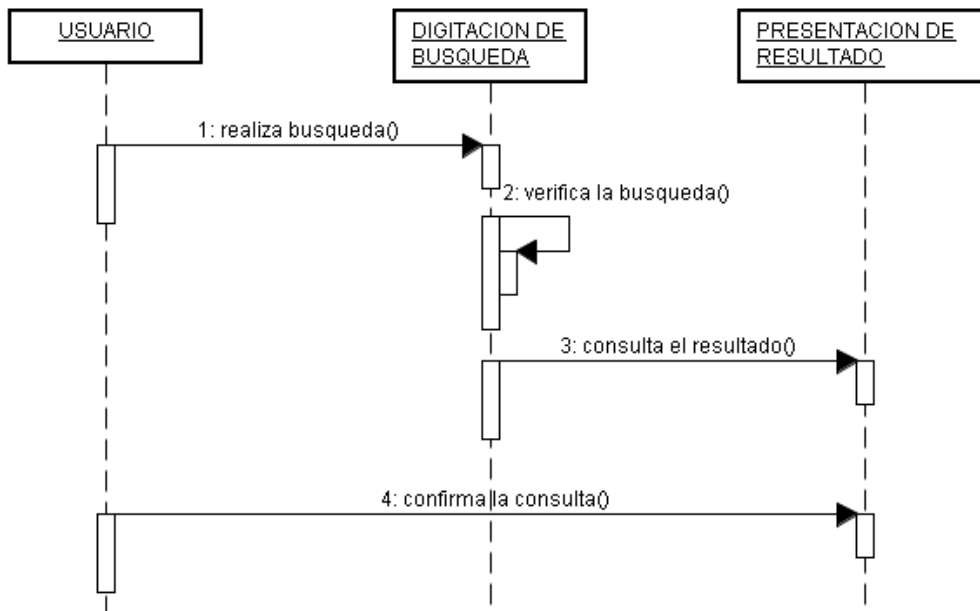 USUARIO
DIGITACION DE
BUSQUEDA
PRESENTACION DE
RESULTADO
1: realiza busqueda()
2: verifica la busqueda()
3: consulta el resultado()
4: confirma la consulta()